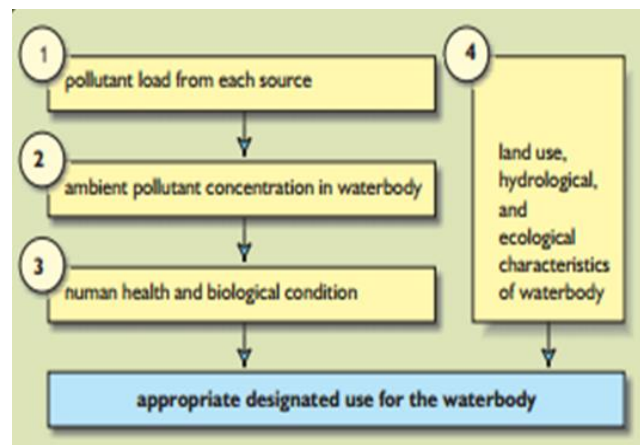 1
pollutant load from each source
2
ambient pollutant concentration in waterbody
3
human health and biological condition
4
land use,
hydrological,
and
ecological
characteristics
of waterbody
appropriate designated use for the waterbody